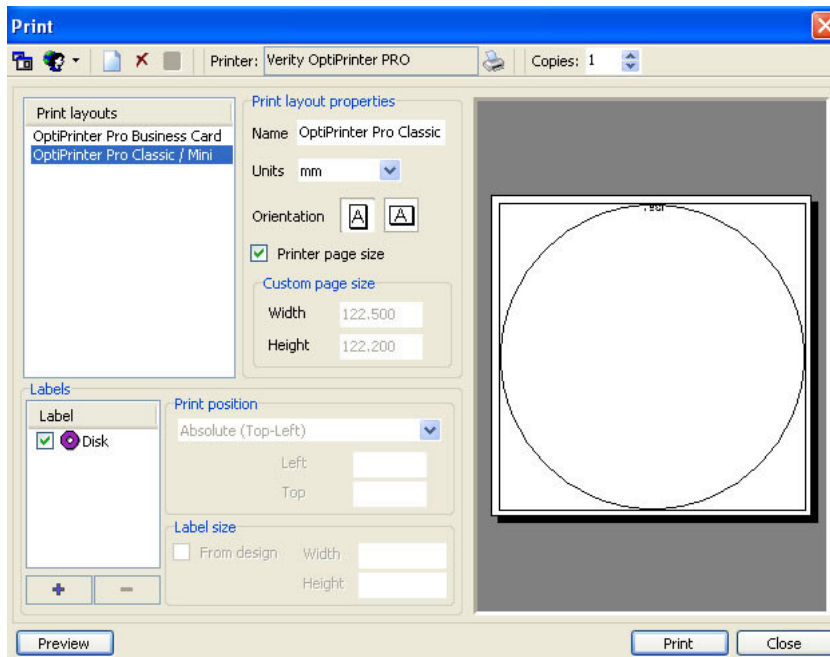 Print
Printer: Verity OptiPrinter PRO Copies: 1
Print layouts
OptiPrinter Pro Business Card
OptiPrinter Pro Classic / Mini
Print layout properties
Name OptiPrinter Pro Classic
Units mm
Orientation A A
Printer page size
Custom page size
Width 122,500
Height 122,200
Labels
Label
Disk
Print position
Absolute (Top-Left)
Left
Top
Label size
From design Width
Height
+ −
Preview Print Close